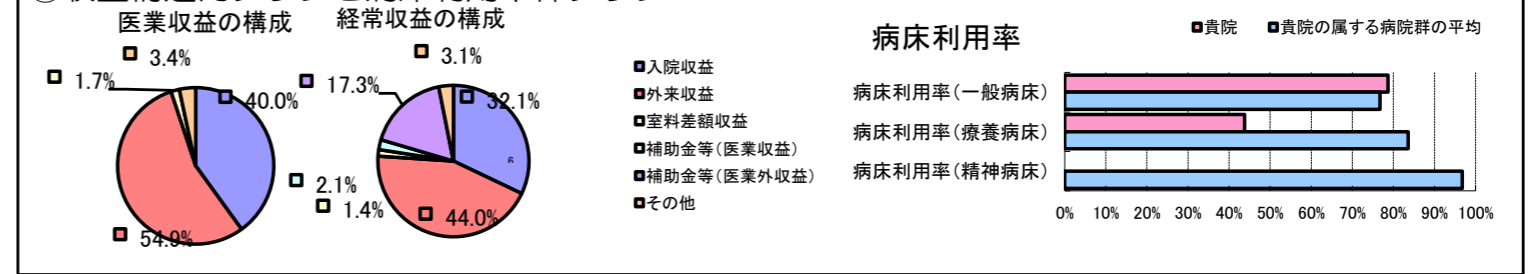 医業収益の構成
3.4%
1.7%
40.0%
54.9%
経常収益の構成
3.1%
17.3%
32.1%
6
2.1%
1.4%
44.0%
入院収益
外来収益
室料差額収益
補助金等(医業収益)
補助金等(医業外収益)
その他
病床利用率
貴院 貴院の属する病院群の平均
病床利用率(一般病床)
病床利用率(療養病床)
病床利用率(精神病床)
0% 10% 20% 30% 40% 50% 60% 70% 80% 90% 100%